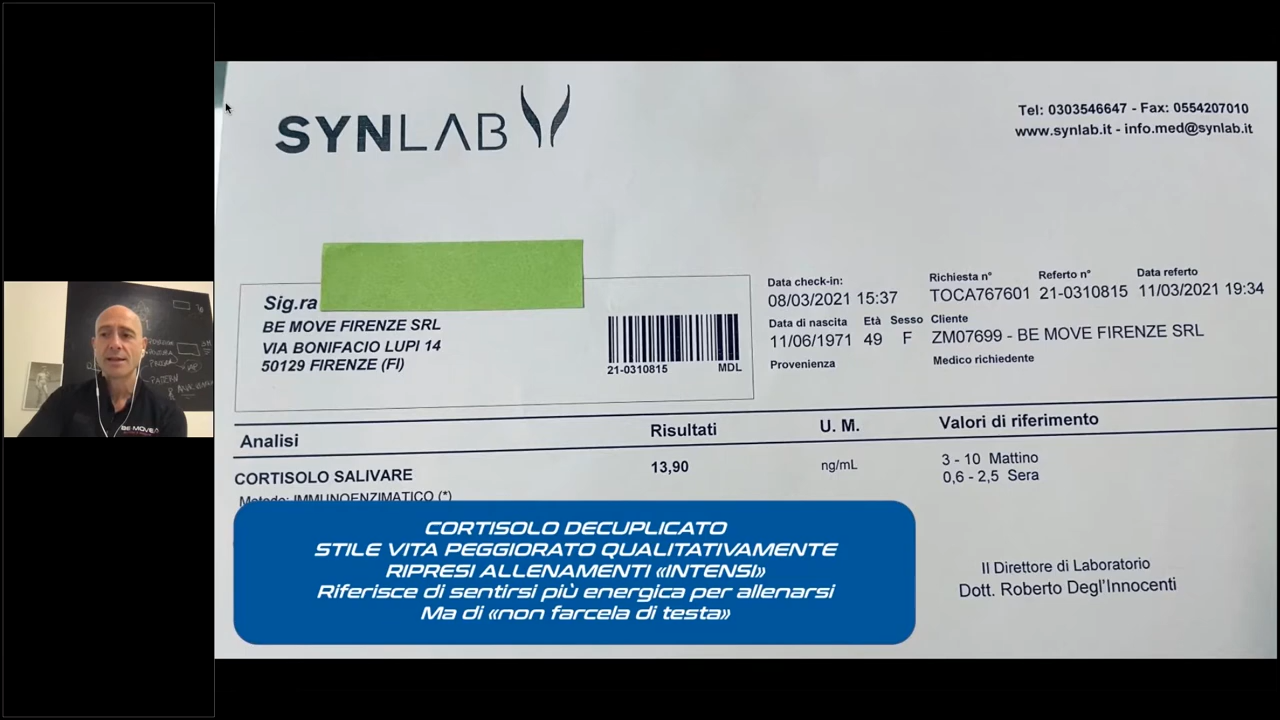 SYNLAB
Tel: 0303546647 - Fax: 0554207010
www.synlab.it - info.med@synlab.it
Sig.ra
BE MOVE FIRENZE SRL
VIA BONIFACIO LUPI 14
50129 FIRENZE (FI)
21-0310815 MDL
Data check-in:
08/03/2021 15:37
Richiesta n° Referto n° Data referto
TOCA767601 21-0310815 11/03/2021 19:34
Data di nascita Età Sesso Cliente
11/06/1971 49 F ZM07699 - BE MOVE FIRENZE SRL
Provenienza
Medico richiedente
Analisi Risultati U. M. Valori di riferimento
CORTISOLO SALIVARE 13,90 ng/mL 3 - 10 Mattino
0,6 - 2,5 Sera
Metodo: IMMUNOENZIMATICO (*)
CORTISOLO DECUPLICATO
STILE VITA PEGGIORATO QUALITATIVAMENTE
RIPRESI ALLENAMENTI «INTENSI»
Riferisce di sentirsi più energica per allenarsi
Ma di «non farcela di testa»
Il Direttore di Laboratorio
Dott. Roberto Degl'Innocenti
BE MOVE